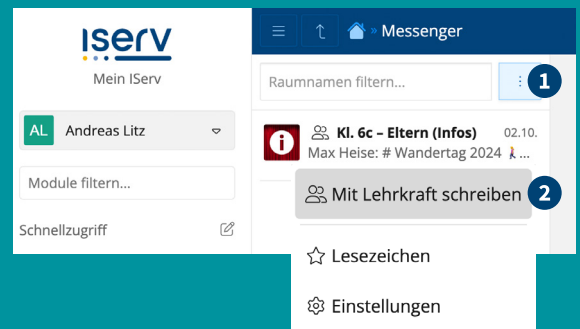 IServ
Mein IServ
AL Andreas Litz
Module filtern...
Schnellzugriff
» Messenger
Raumnamen filtern...
1
Kl. 6c – Eltern (Infos) 02.10.
Max Heise: # Wandertag 2024 ...
Mit Lehrkraft schreiben 2
Lesezeichen
Einstellungen